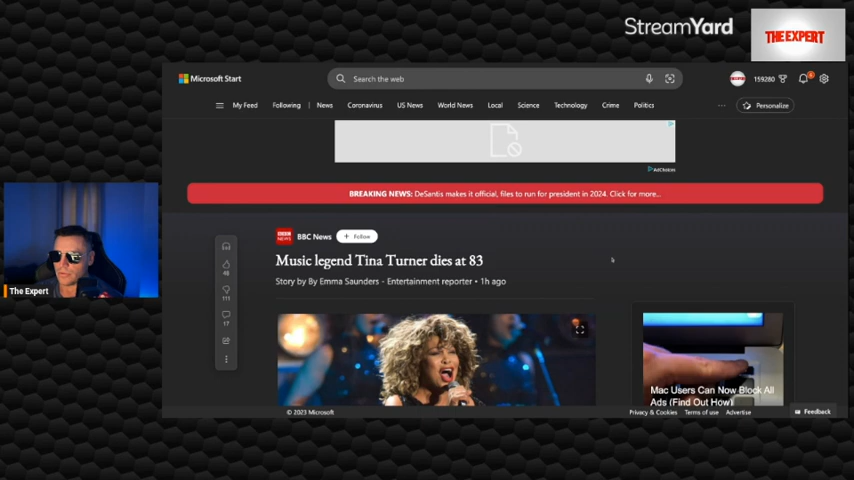 StreamYard
THE EXPERT
Microsoft Start
Search the web
159280
My Feed
Following
News
Coronavirus
US News
World News
Local
Science
Technology
Crime
Politics
...
Personalize
AdChoices
BREAKING NEWS: DeSantis makes it official, files to run for president in 2024. Click for more...
BBC NEWS
BBC News
+ Follow
Music legend Tina Turner dies at 83
Story by By Emma Saunders - Entertainment reporter • 1h ago
48
111
17
The Expert
Mac Users Can Now Block All
Ads (Find Out How)
© 2023 Microsoft
Privacy & Cookies
Terms of use
Advertise
Feedback